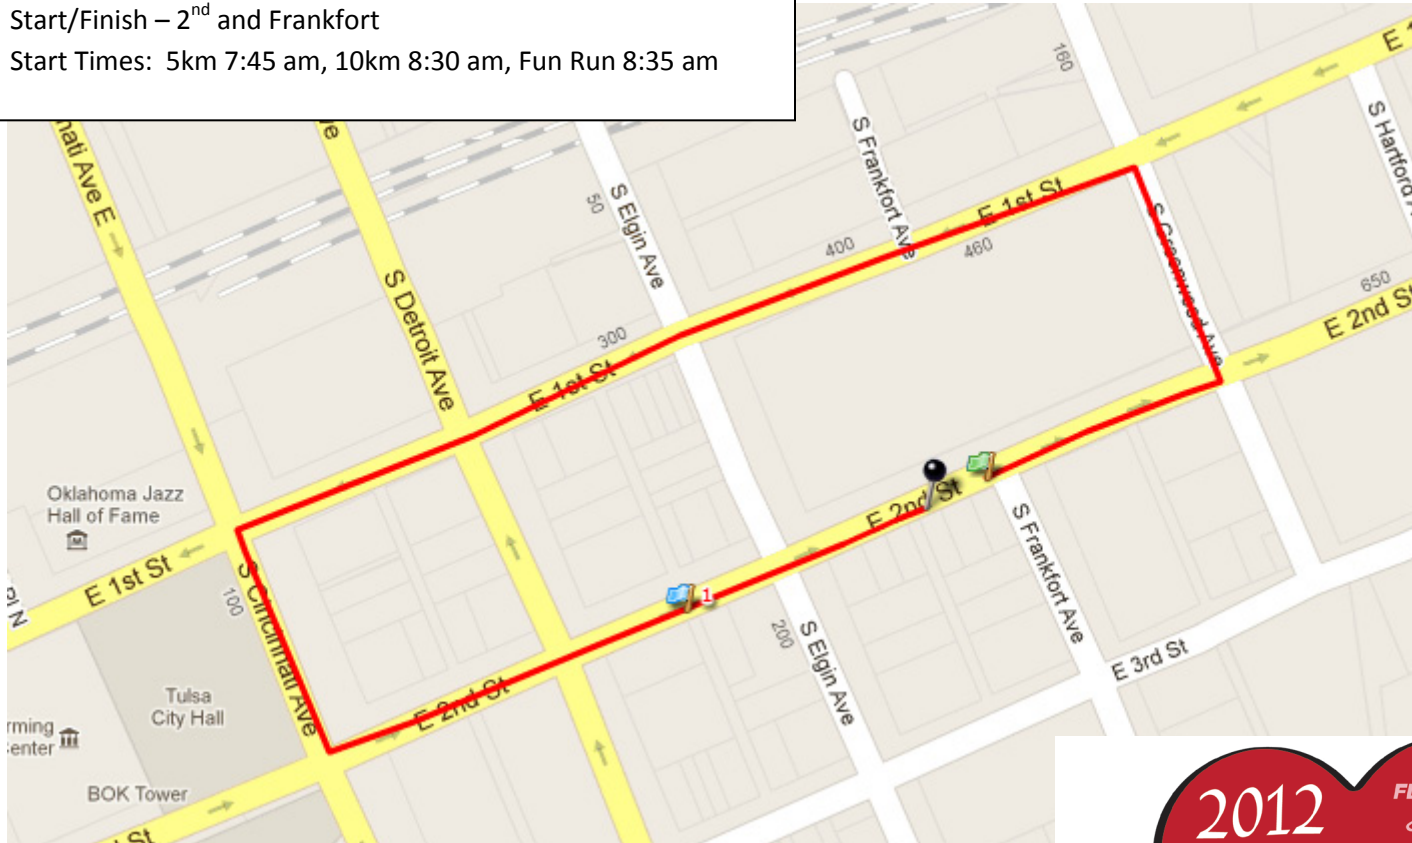 Start/Finish – 2nd and Frankfort
Start Times: 5km 7:45 am, 10km 8:30 am, Fun Run 8:35 am
160
S Hartford
S Frankfort Ave
50
S Elgin Ave
E 1st St
S Greenwood Ave
400
460
650
E 2nd St
S Detroit Ave
300
E 1st St
Oklahoma Jazz
Hall of Fame
E 1st St
100
S Cincinnati Ave
E 2nd St
1
200
S Elgin Ave
S Frankfort Ave
E 3rd St
Tulsa
City Hall
E 2nd St
BOK Tower
St
2012